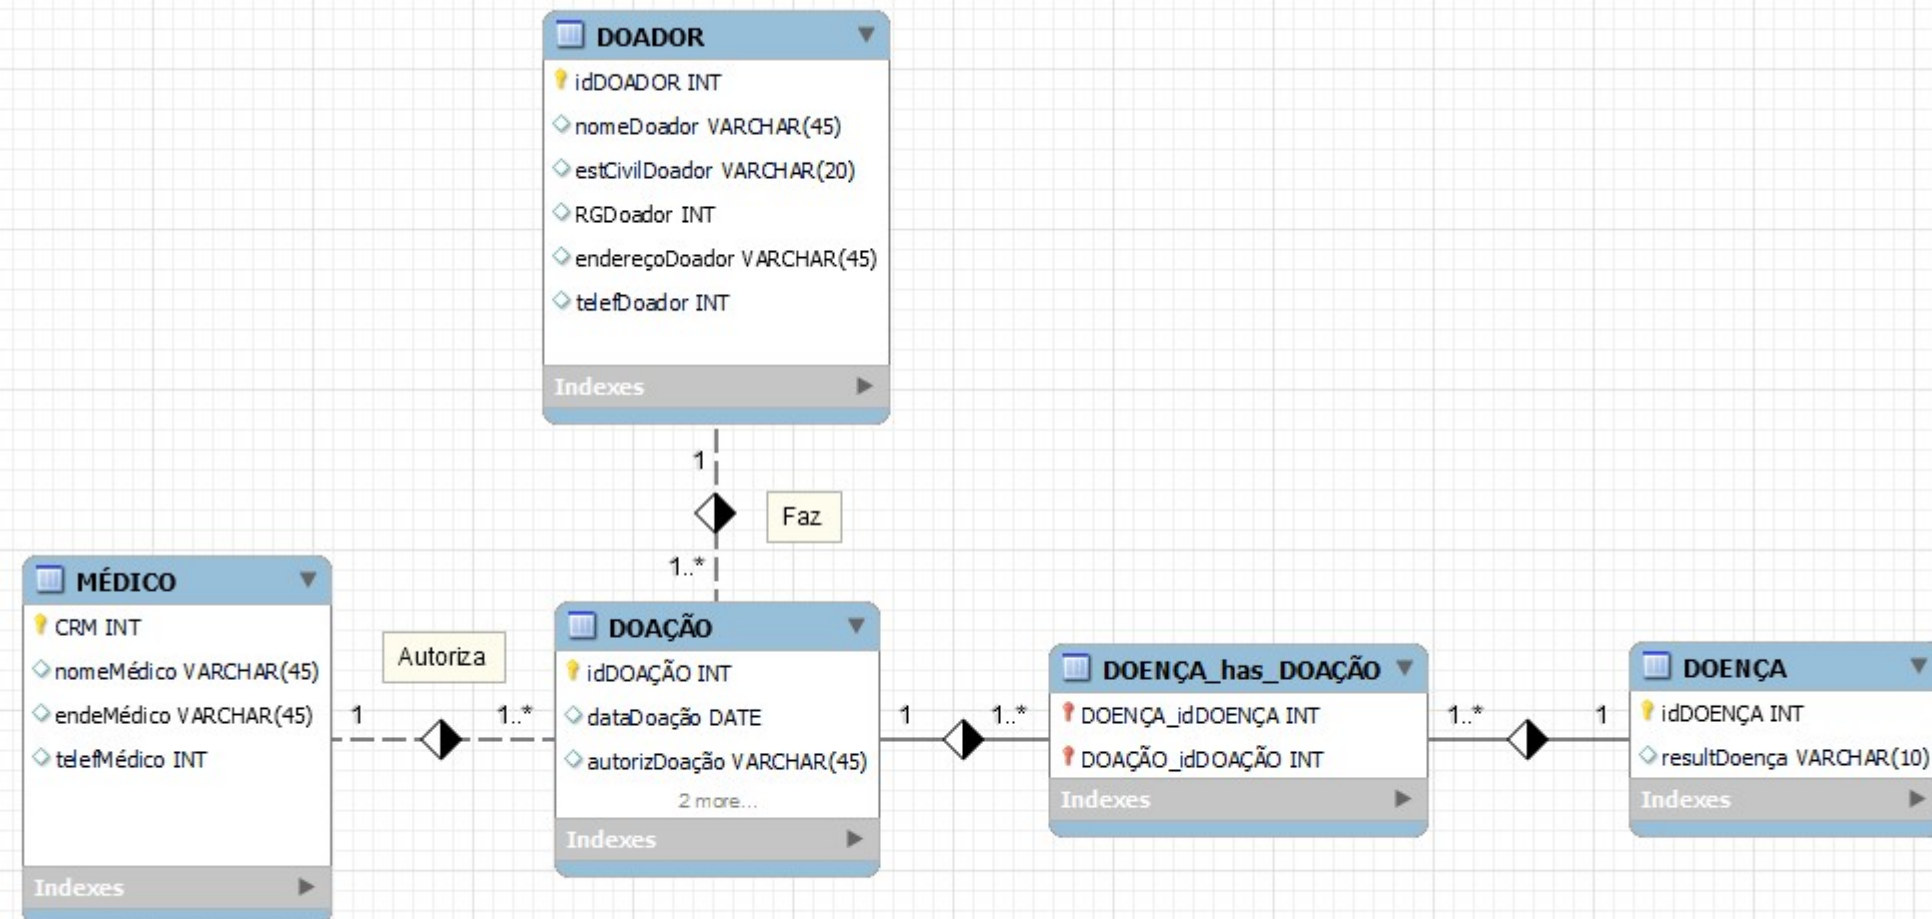 DOADOR
idDOADOR INT
nomeDoador VARCHAR(45)
estCivilDoador VARCHAR(20)
RGDoador INT
endereçoDoador VARCHAR(45)
telefDoador INT
Indexes
1
Faz
1..*
MÉDICO
CRM INT
nomeMédico VARCHAR(45)
endeMédico VARCHAR(45)
telefMédico INT
Indexes
Autoriza
1
1..*
DOAÇÃO
idDOAÇÃO INT
dataDoação DATE
autorizDoação VARCHAR(45)
2 more...
Indexes
1
1..*
DOENÇA_has_DOAÇÃO
DOENÇA_idDOENÇA INT
DOAÇÃO_idDOAÇÃO INT
Indexes
1..*
1
DOENÇA
idDOENÇA INT
resultDoença VARCHAR(10)
Indexes